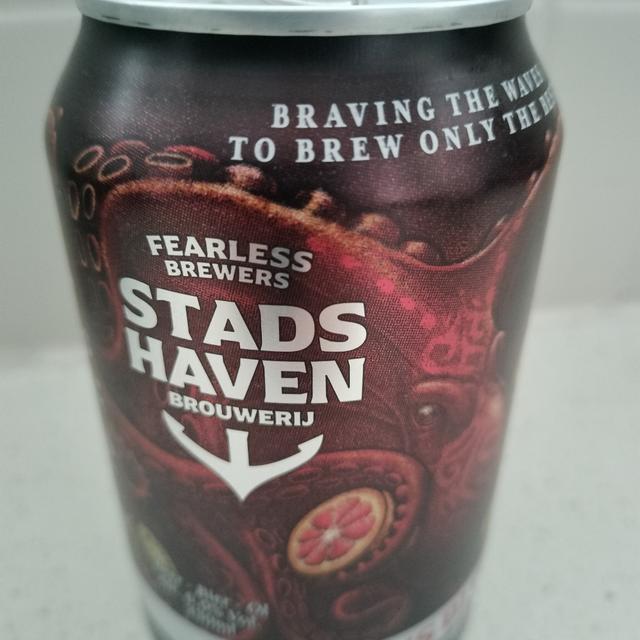 BRAVING THE WAVES
TO BREW ONLY THE
FEARLESS
BREWERS
STADS
HAVEN
BROUWERIJ